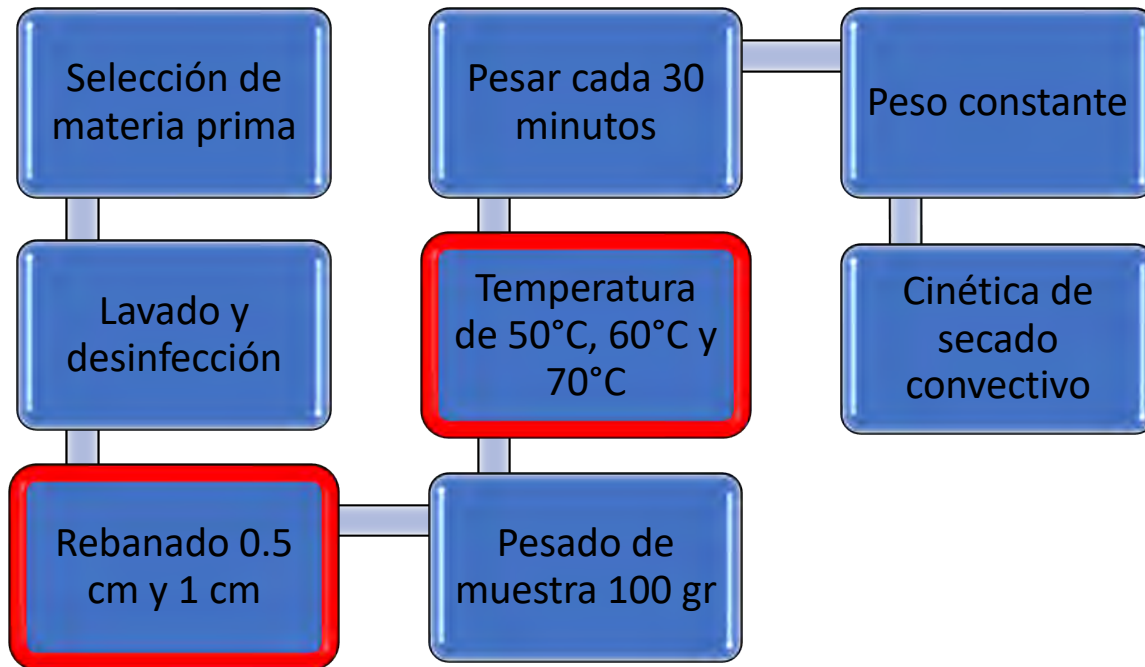 Selección de
materia prima
Lavado y
desinfección
Rebanado 0.5
cm y 1 cm
Pesado de
muestra 100 gr
Temperatura
de 50°C, 60°C y
70°C
Pesar cada 30
minutos
Peso constante
Cinética de
secado
convectivo